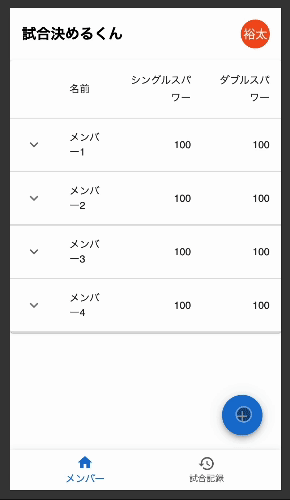 試合決めるくん
裕太
名前
シングルスパ
ワー
ダブルスパ
ワー
メンバ
ー1
100
100
メンバ
ー2
100
100
メンバ
ー3
100
100
メンバ
ー4
100
100
メンバー
試合記録